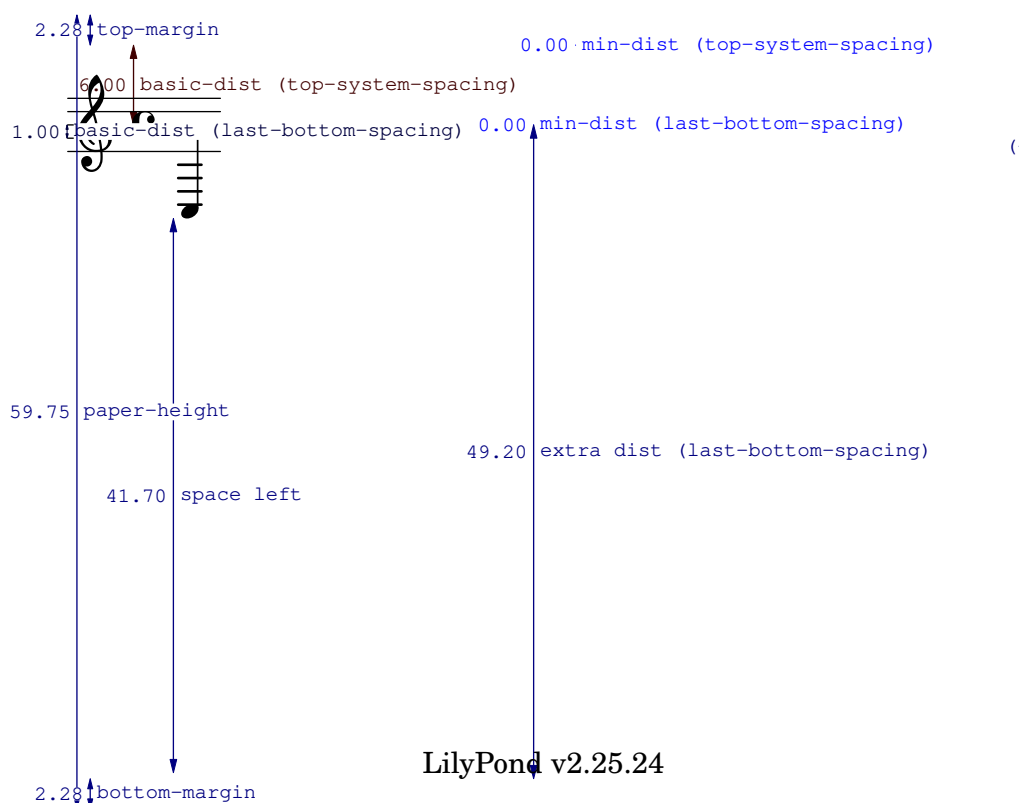 2.28 top-margin
0.00 min-dist (top-system-spacing)
6.00 basic-dist (top-system-spacing)
1.00 basic-dist (last-bottom-spacing)
0.00 min-dist (last-bottom-spacing)
(
59.75 paper-height
49.20 extra dist (last-bottom-spacing)
41.70 space left
LilyPond v2.25.24
2.28 bottom-margin